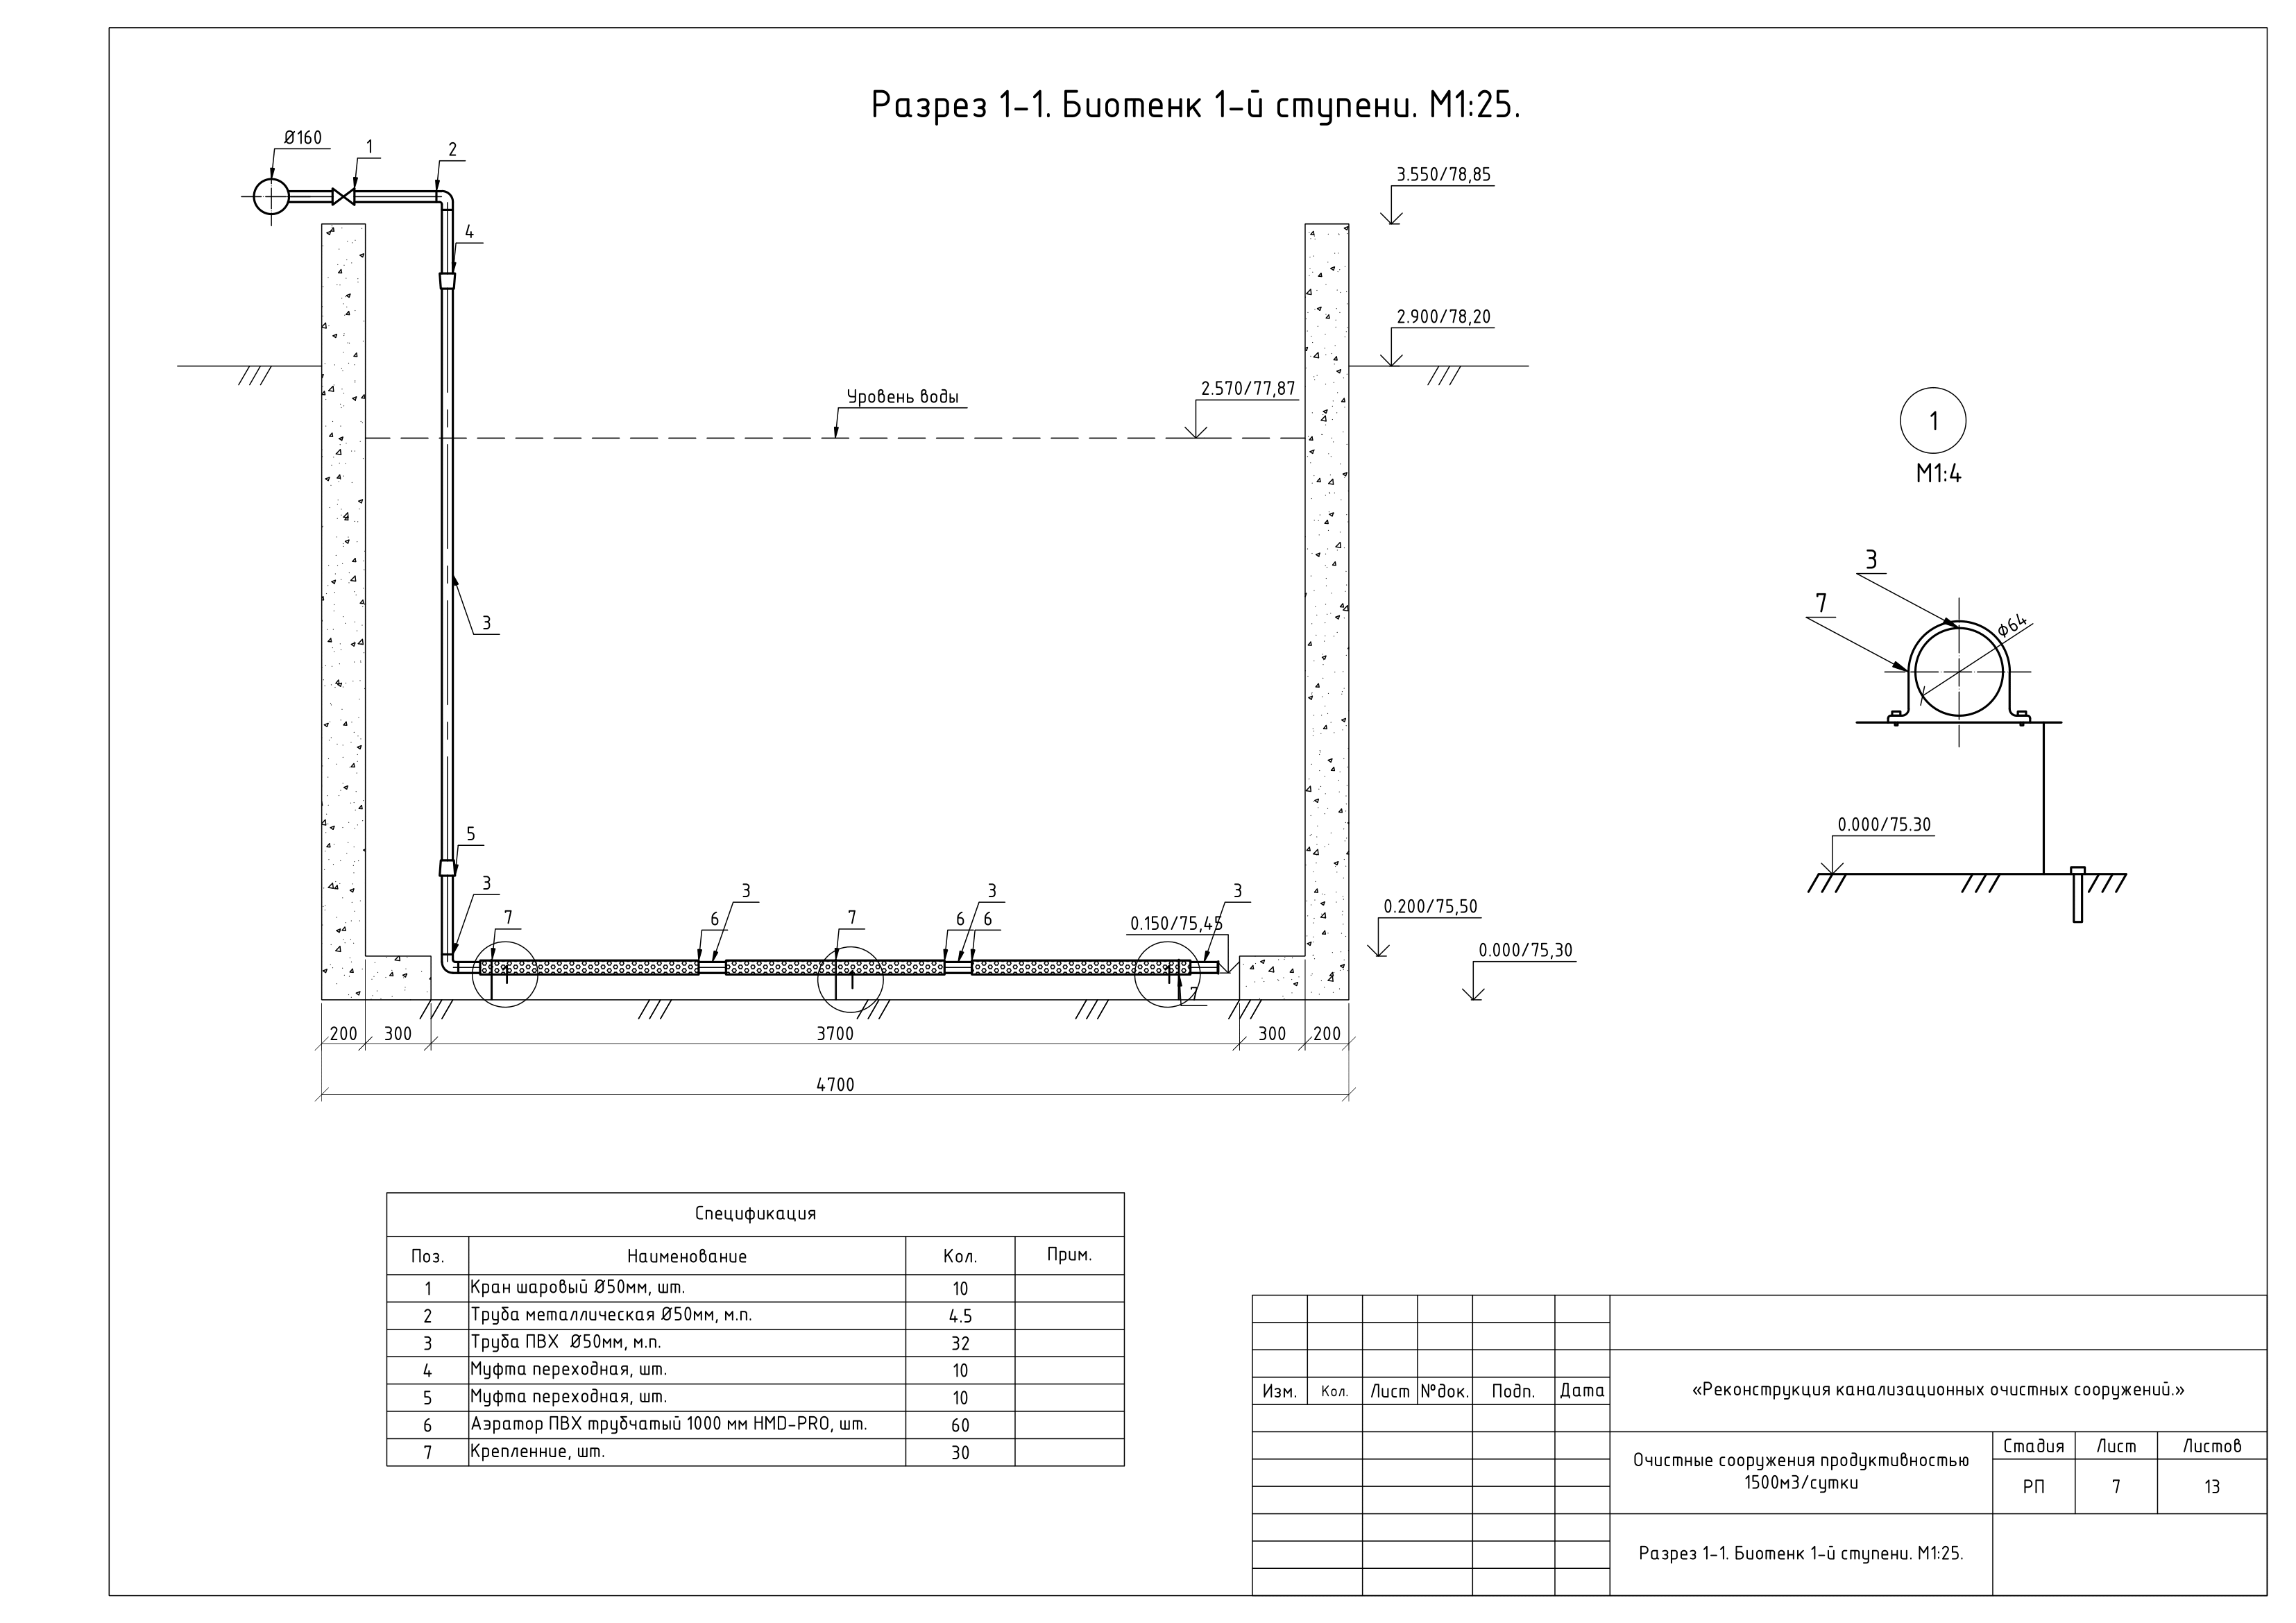 Разрез 1-1. Биотенк 1-й ступени. М1:25.
Ø160
1
2
3.550/78,85
4
2.900/78,20
2.570/77,87
Уровень воды
1
М1:4
3
7
Ø64
3
0.000/75.30
5
3
3
3
3
7
6
7
6
6
0.150/75,45
0.200/75,50
0.000/75,30
7
200
300
3700
300
200
4700
Спецификация
Поз. Наименование Кол. Прим.
1 Кран шаровый Ø50мм, шт. 10
2 Труба металлическая Ø50мм, м.п. 4.5
3 Труба ПВХ Ø50мм, м.п. 32
4 Муфта переходная, шт. 10
5 Муфта переходная, шт. 10
6 Аэратор ПВХ трубчатый 1000 мм HMD-PRO, шт. 60
7 Крепленние, шт. 30
Изм. Кол. Лист №док. Подп. Дата
«Реконструкция канализационных очистных сооружений.»
Очистные сооружения продуктивностью
1500м3/сутки
Стадия Лист Листов
РП 7 13
Разрез 1-1. Биотенк 1-й ступени. М1:25.